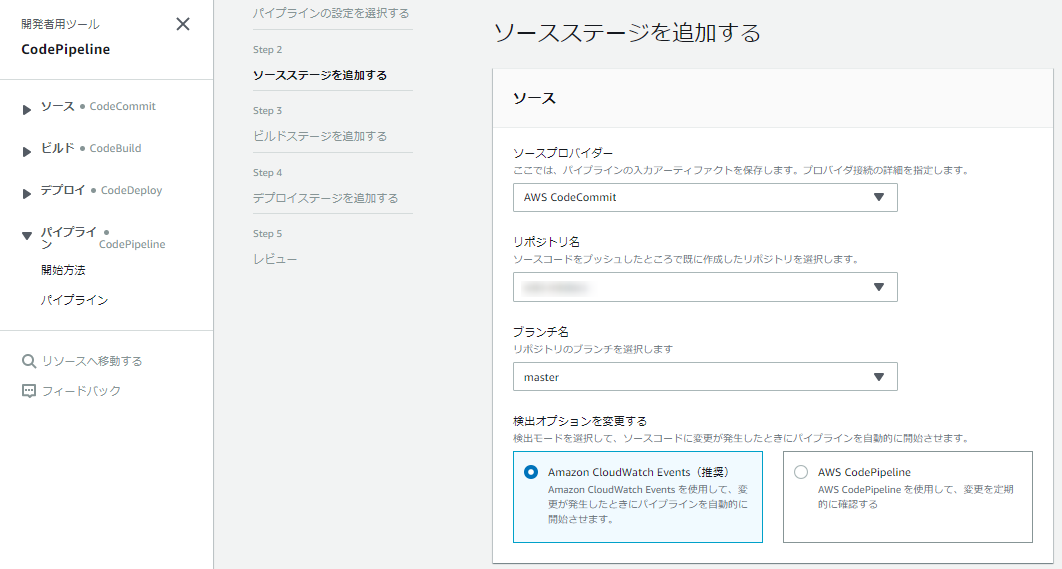 開発者用ツール
CodePipeline
ソース • CodeCommit
ビルド • CodeBuild
デプロイ • CodeDeploy
パイプライン • CodePipeline
開始方法
パイプライン
リソースへ移動する
フィードバック
パイプラインの設定を選択する
Step 2
ソースステージを追加する
Step 3
ビルドステージを追加する
Step 4
デプロイステージを追加する
Step 5
レビュー
ソースステージを追加する
ソース
ソースプロバイダー
ここでは、パイプラインの入力アーティファクトを保存します。プロバイダ接続の詳細を指定します。
AWS CodeCommit
リポジトリ名
ソースコードをプッシュしたところで既に作成したリポジトリを選択します。
ブランチ名
リポジトリのブランチを選択します
master
検出オプションを変更する
検出モードを選択して、ソースコードに変更が発生したときにパイプラインを自動的に開始させます。
Amazon CloudWatch Events（推奨）
Amazon CloudWatch Events を使用して、変
更が発生したときにパイプラインを自動的に
開始させます。
AWS CodePipeline
AWS CodePipeline を使用して、変更を定期
的に確認する